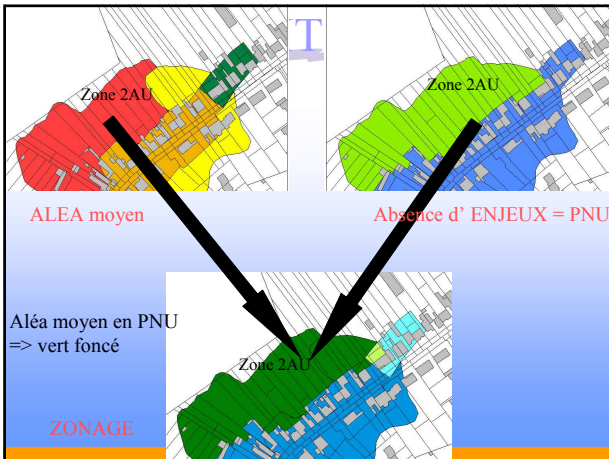 T
Zone 2AU
Zone 2AU
ALEA moyen
Absence d' ENJEUX = PNU
Aléa moyen en PNU
=> vert foncé
Zone 2AU
ZONAGE